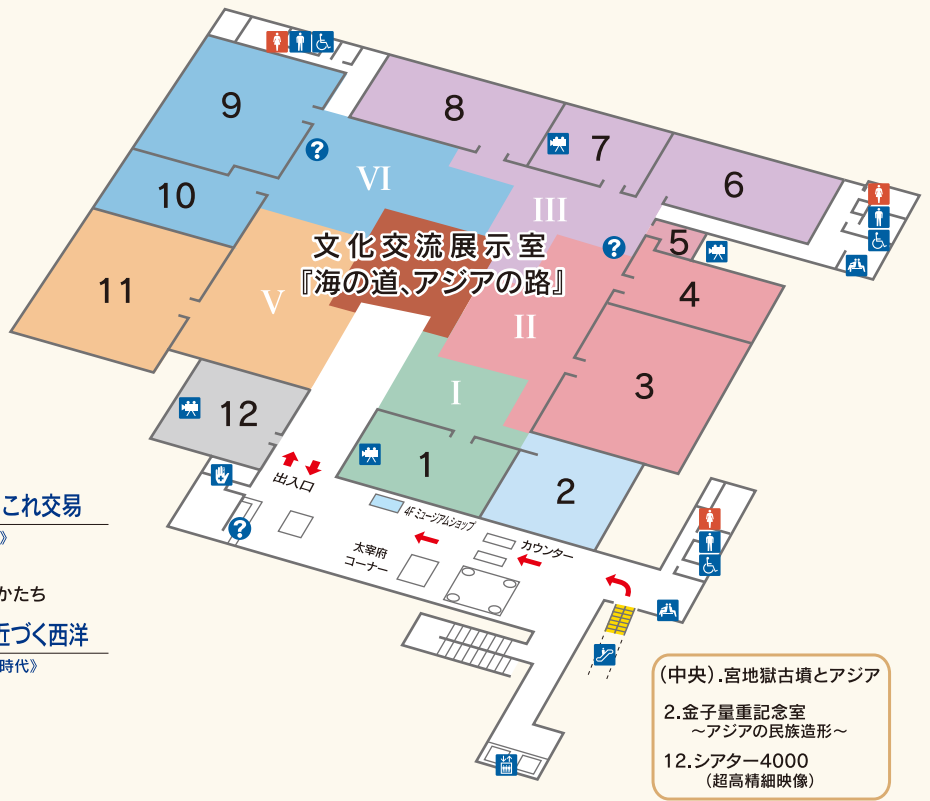 9
8
7
6
10
VI
III
文化交流展示室
『海の道、アジアの路』
5
4
11
V
II
3
I
12
1
2
出入口
4Fミュージアムショップ
カウンター
太宰府
コーナー
これ交易
》
かたち
近づく西洋
時代》
(中央).宮地獄古墳とアジア
2.金子量重記念室
～アジアの民族造形～
12.シアター4000
(超高精細映像)